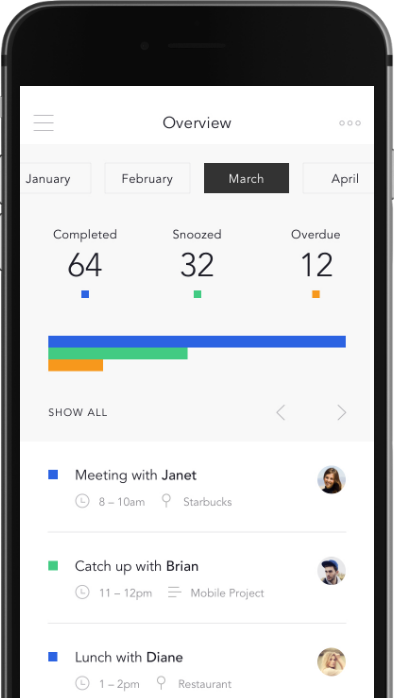 Overview
January February March April
Completed Snoozed Overdue
64 32 12
SHOW ALL
Meeting with Janet
8 – 10am Starbucks
Catch up with Brian
11 – 12pm Mobile Project
Lunch with Diane
1 – 2pm Restaurant